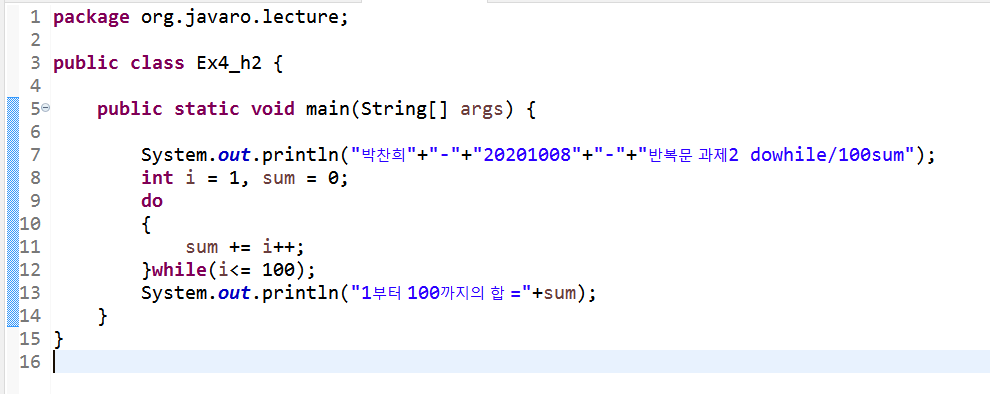 1 package org.javaro.lecture;
2
3 public class Ex4_h2 {
4
5     public static void main(String[] args) {
6
7         System.out.println("박찬희"+"-"+"20201008"+"-"+"반복문 과제2 dowhile/100sum");
8         int i = 1, sum = 0;
9         do
10         {
11             sum += i++;
12         }while(i<= 100);
13         System.out.println("1부터 100까지의 합 ="+sum);
14     }
15 }
16